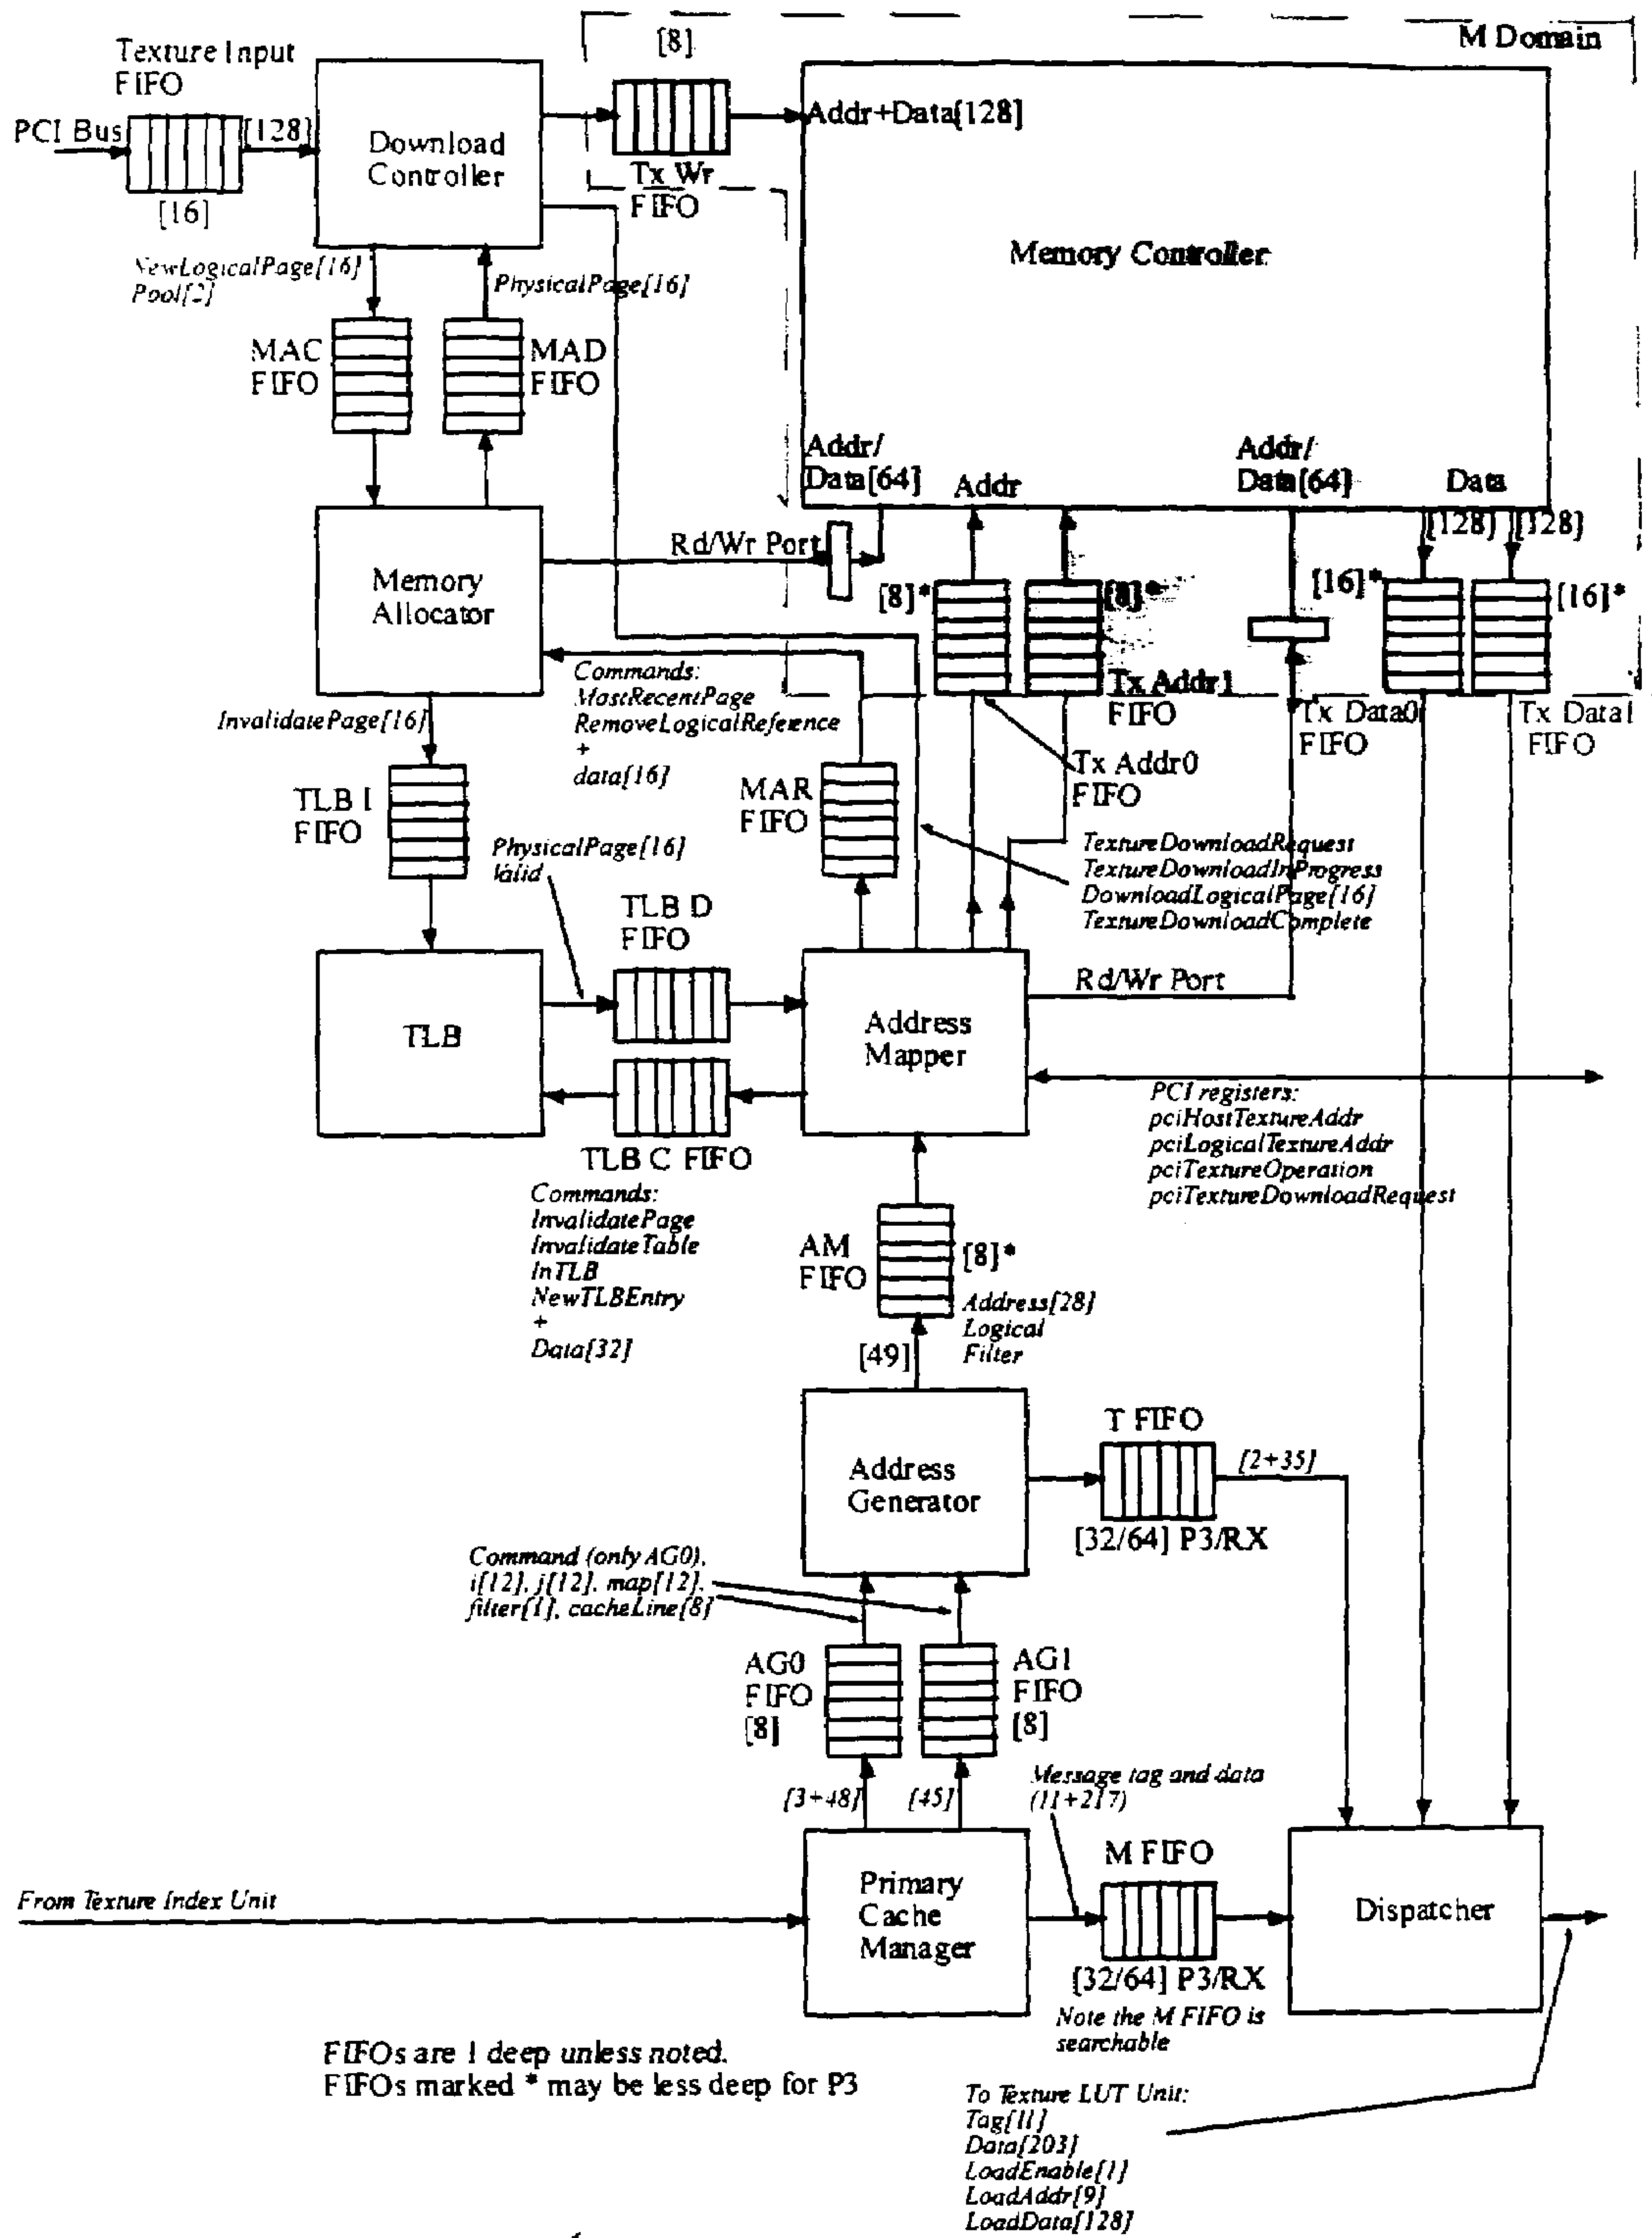 M Domain
[8]
Texture Input
FIFO
PCI Bus
[128]
[16]
Download
Controller
Tx Wr
FIFO
Addr+Data[128]
Memory Controller
NewLogicalPage[16]
Pool[2]
PhysicalPage[16]
MAC
FIFO
MAD
FIFO
Addr/
Data[64]
Addr
Addr/
Data[64]
Data
[128]
[128]
Rd/Wr Port
Memory
Allocator
[8]*
[8]*
[16]*
[16]*
Tx Addr1
FIFO
Tx Data0
FIFO
Tx Data1
FIFO
Tx Addr0
FIFO
Commands:
MostRecentPage
RemoveLogicalReference
+
data[16]
InvalidatePage[16]
TLB I
FIFO
MAR
FIFO
PhysicalPage[16]
Valid
TextureDownloadRequest
TextureDownloadInProgress
DownloadLogicalPage[16]
TextureDownloadComplete
TLB D
FIFO
Rd/Wr Port
TLB
Address
Mapper
TLB C FIFO
PCI registers:
pciHostTextureAddr
pciLogicalTextureAddr
pciTextureOperation
pciTextureDownloadRequest
Commands:
InvalidatePage
InvalidateTable
InTLB
NewTLBEntry
+
Data[32]
AM
FIFO
[8]*
Address[28]
Logical
Filter
[49]
Address
Generator
T FIFO
[2+35]
[32/64] P3/RX
Command (only AG0),
i[12], j[12], map[12],
filter[1], cacheLine[8]
AG0
FIFO
[8]
AG1
FIFO
[8]
[3+48]
[45]
Message tag and data
(11+217)
From Texture Index Unit
Primary
Cache
Manager
M FIFO
[32/64] P3/RX
Note the M FIFO is
searchable
Dispatcher
FIFOs are 1 deep unless noted.
FIFOs marked * may be less deep for P3
To Texture LUT Unit:
Tag[11]
Data[203]
LoadEnable[1]
LoadAddr[9]
LoadData[128]